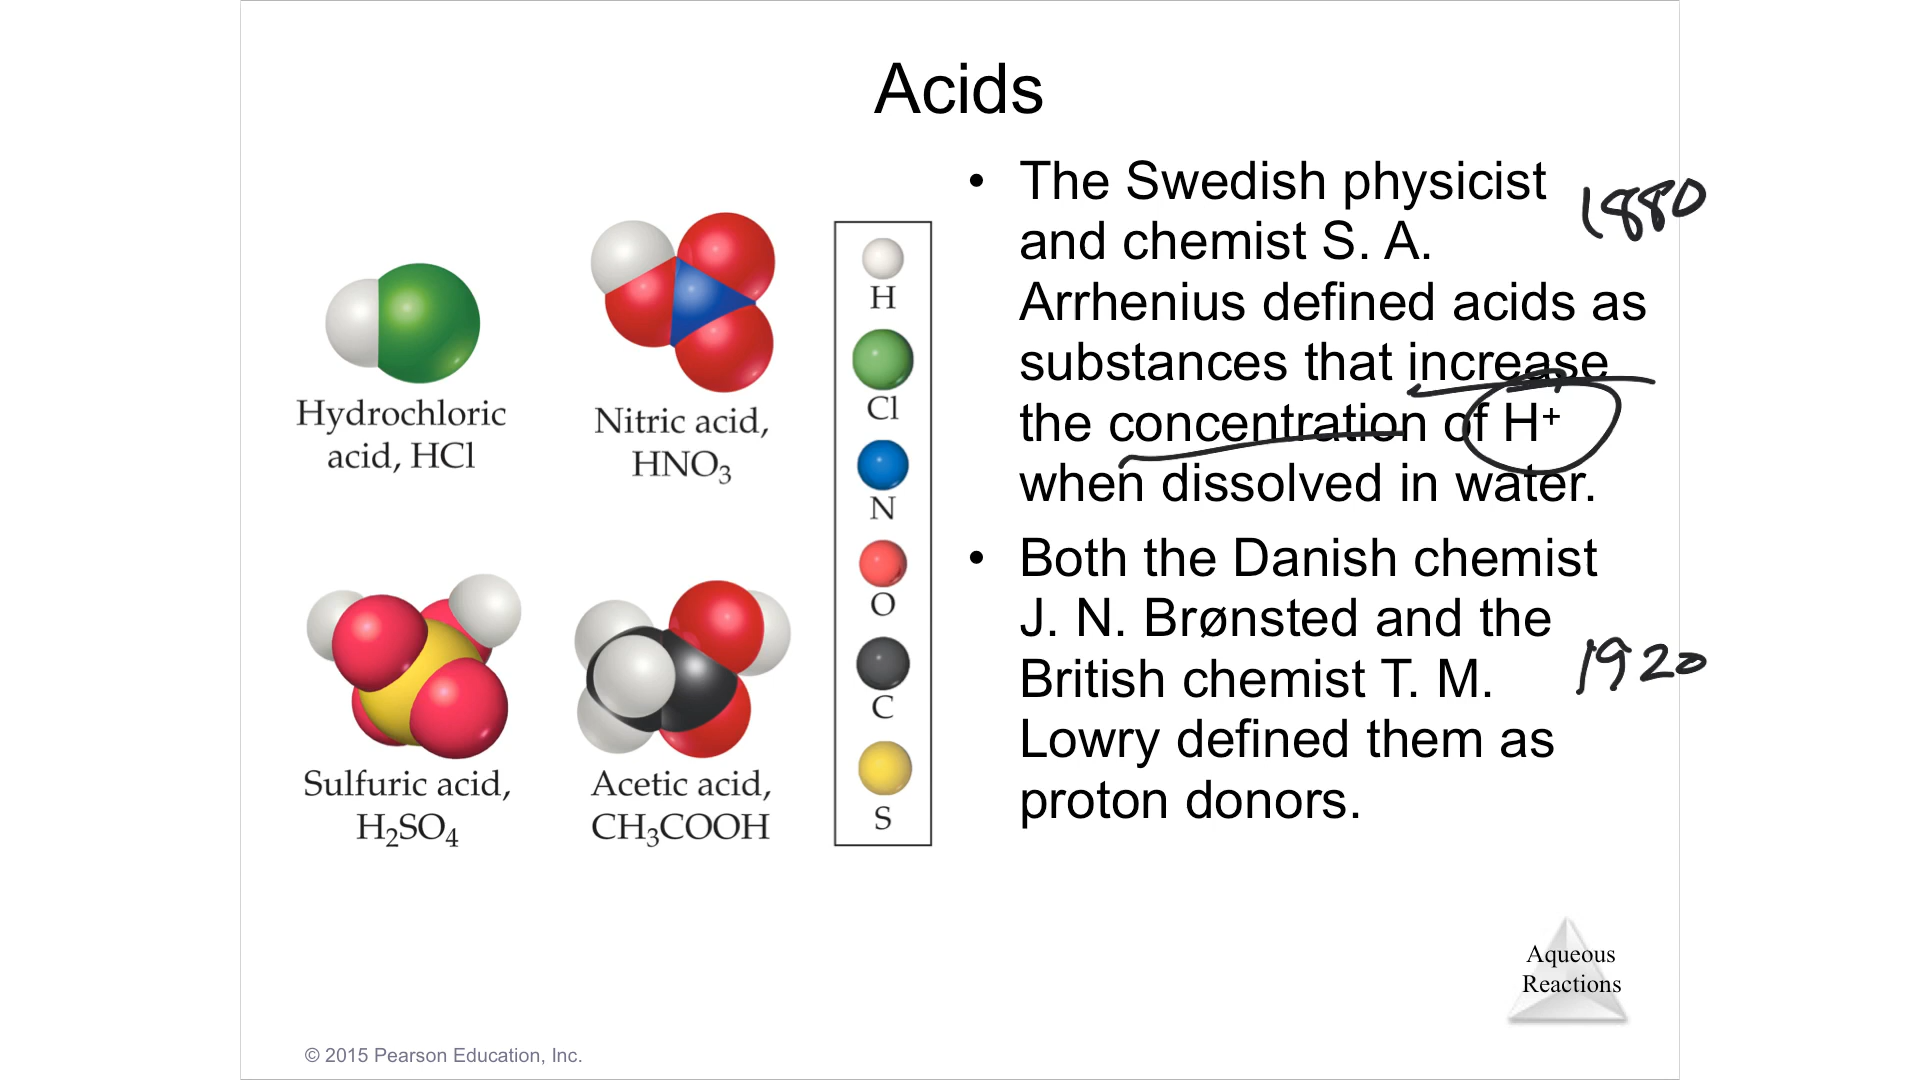 Acids
Hydrochloric
acid, HCl
Nitric acid,
HNO₃
Sulfuric acid,
H₂SO₄
Acetic acid,
CH₃COOH
H
Cl
N
O
C
S
• The Swedish physicist
and chemist S. A.
Arrhenius defined acids as
substances that increase
the concentration of H⁺
when dissolved in water.
1880
• Both the Danish chemist
J. N. Brønsted and the
British chemist T. M.
Lowry defined them as
proton donors.
1920
Aqueous
Reactions
© 2015 Pearson Education, Inc.